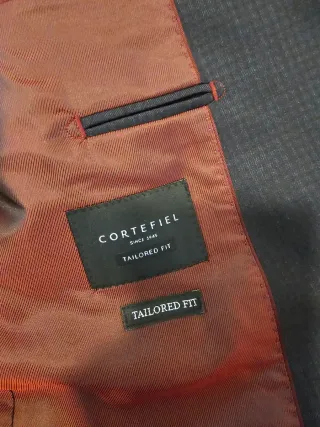 CORTEFIEL
SINCE 1880
TAILORED FIT
TAILORED FIT